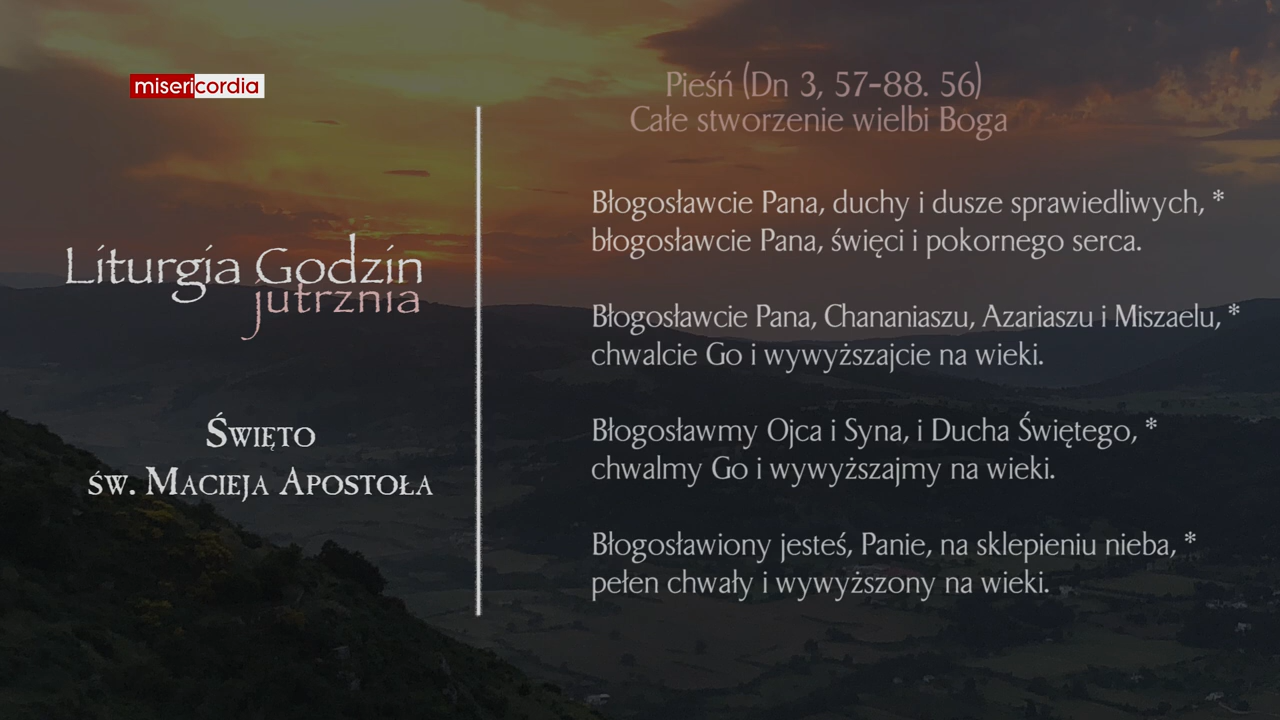 misericordia
Liturgia Godzin
jutrznia
Święto
św. Macieja Apostoła
Pieśń (Dn 3, 57-88. 56)
Całe stworzenie wielbi Boga
Błogosławcie Pana, duchy i dusze sprawiedliwych, *
błogosławcie Pana, święci i pokornego serca.
Błogosławcie Pana, Chananiaszu, Azariaszu i Miszaelu, *
chwalcie Go i wywyższajcie na wieki.
Błogosławmy Ojca i Syna, i Ducha Świętego, *
chwalmy Go i wywyższajmy na wieki.
Błogosławiony jesteś, Panie, na sklepieniu nieba, *
pełen chwały i wywyższony na wieki.